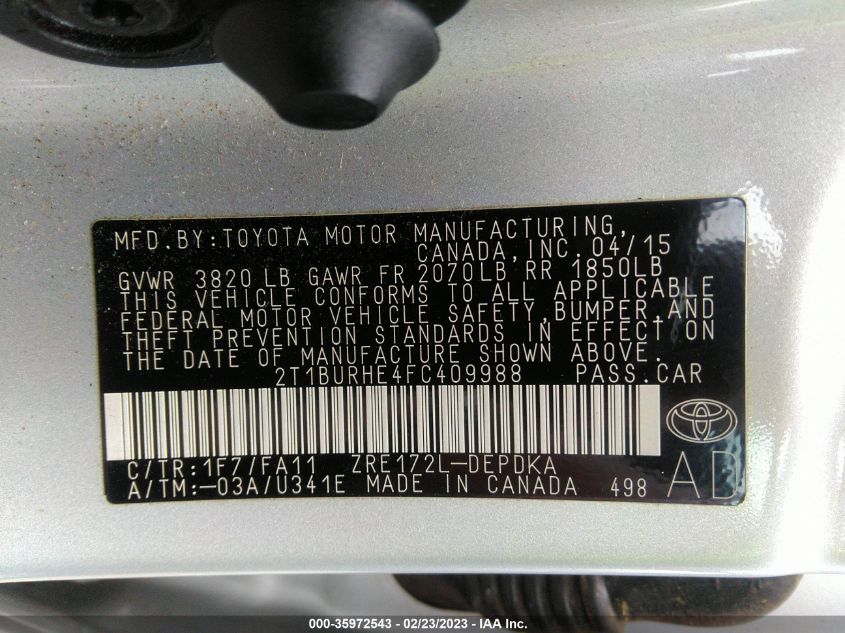 MFD.BY:TOYOTA MOTOR MANUFACTURING,
CANADA,INC. 04/15
GVWR 3820 LB GAWR FR 2070LB RR 1850LB
THIS VEHICLE CONFORMS TO ALL APPLICABLE
FEDERAL MOTOR VEHICLE SAFETY,BUMPER,AND
THEFT PREVENTION STANDARDS IN EFFECT ON
THE DATE OF MANUFACTURE SHOWN ABOVE.
2T1BURHE4FC409988 PASS.CAR
C/TR:1F7/FA11 ZRE172L-DEPDKA
A/TM:-03A/U341E MADE IN CANADA 498
AD
000-35972543 - 02/23/2023 - IAA Inc.